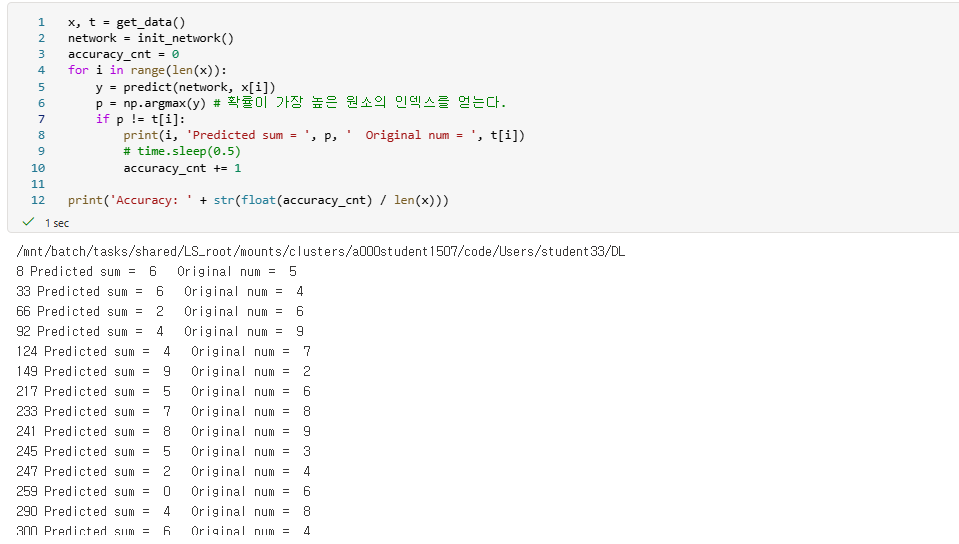 1 x, t = get_data()
2 network = init_network()
3 accuracy_cnt = 0
4 for i in range(len(x)):
5 y = predict(network, x[i])
6 p = np.argmax(y) # 확률이 가장 높은 원소의 인덱스를 얻는다.
7 if p != t[i]:
8 print(i, 'Predicted sum = ', p, '  Original num = ', t[i])
9 # time.sleep(0.5)
10 accuracy_cnt += 1
11
12 print('Accuracy: ' + str(float(accuracy_cnt) / len(x)))
1 sec
/mnt/batch/tasks/shared/LS_root/mounts/clusters/a000student1507/code/Users/student33/DL
8 Predicted sum =  6   Original num =  5
33 Predicted sum =  6   Original num =  4
66 Predicted sum =  2   Original num =  6
92 Predicted sum =  4   Original num =  9
124 Predicted sum =  4   Original num =  7
149 Predicted sum =  9   Original num =  2
217 Predicted sum =  5   Original num =  6
233 Predicted sum =  7   Original num =  8
241 Predicted sum =  8   Original num =  9
245 Predicted sum =  5   Original num =  3
247 Predicted sum =  2   Original num =  4
259 Predicted sum =  0   Original num =  6
290 Predicted sum =  4   Original num =  8
300 Predicted sum =  6   Original num =  4